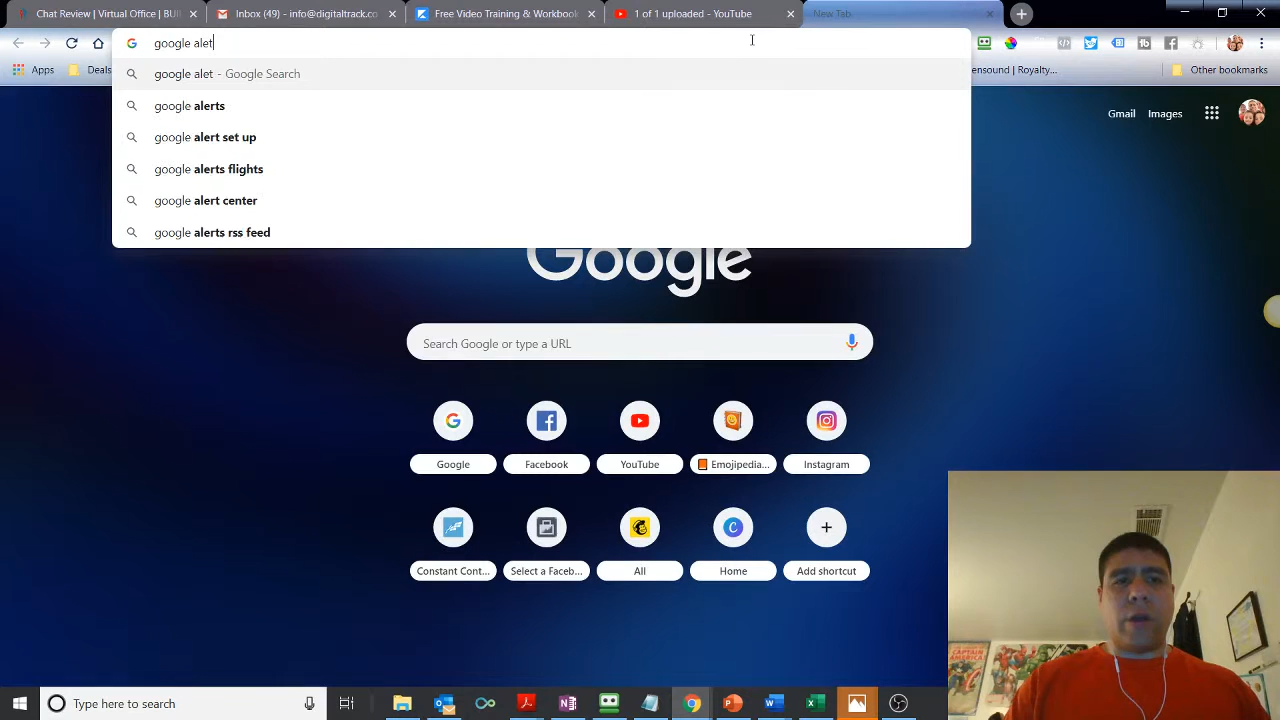 Chat Review | Virtual Office | BUI
Inbox (49) - info@digitaltrack.co
Free Video Training & Workbook
1 of 1 uploaded - YouTube
New Tab
google alet
Apps
Deals
ensound | Royalty...
Other bookmarks
google alet - Google Search
google alerts
google alert set up
google alerts flights
google alert center
google alerts rss feed
Gmail
Images
Google
Search Google or type a URL
Google
Facebook
YouTube
Emojipedia...
Instagram
Constant Cont...
Select a Faceb...
All
Home
Add shortcut
CAPTAIN AMERICA
Type here to search